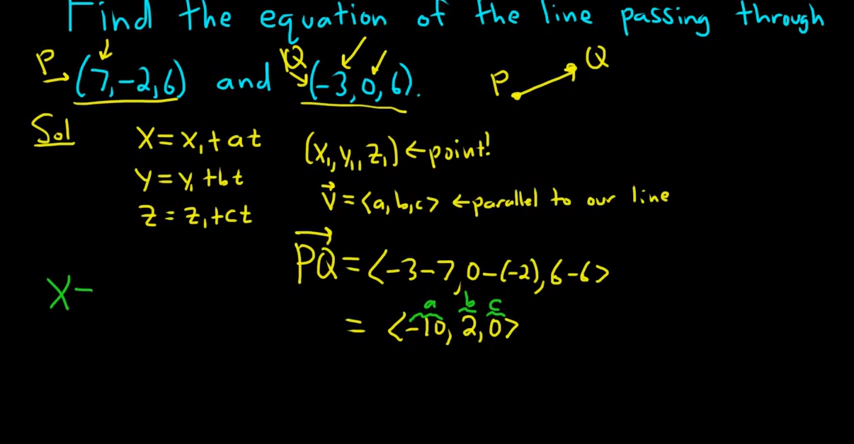 Find the equation of the line passing through
P (7,-2,6) and Q (-3,0,6). P Q
Sol X = x₁ + at (x₁, y₁, z₁) ← point!
Y = y₁ + bt V⃗ = <a,b,c> ← parallel to our line
Z = z₁ + ct
PQ⃗ = <-3-7, 0-(-2), 6-6>
X= a b c
= <-10, 2, 0>